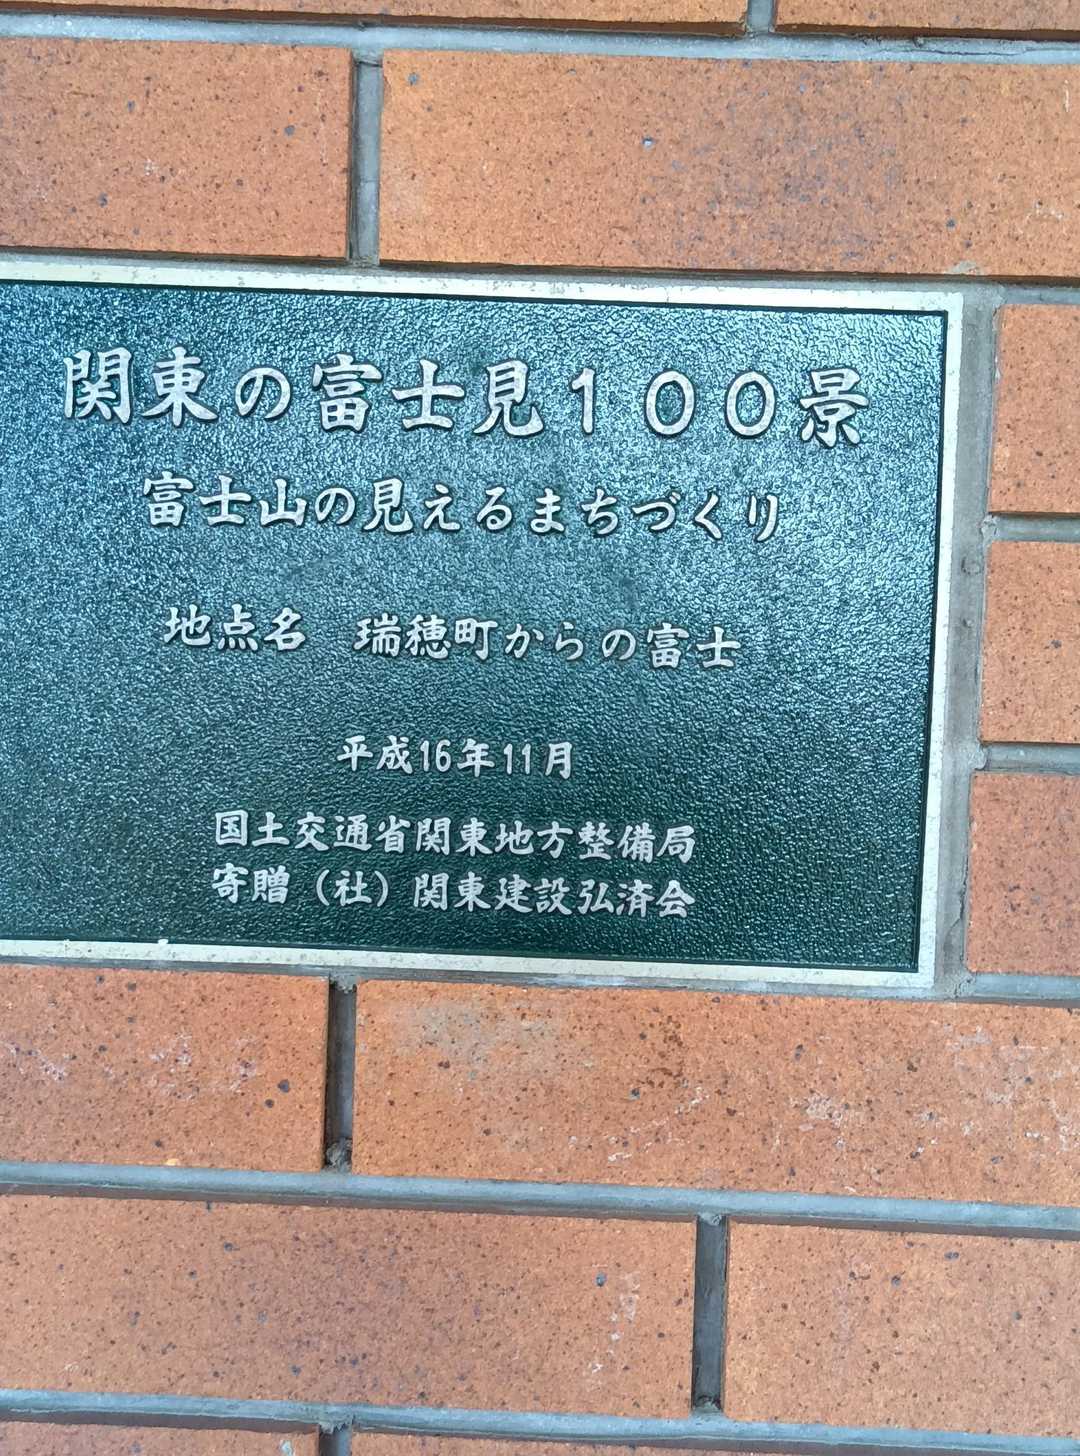 関東の富士見100景
富士山の見えるまちづくり
地点名　瑞穂町からの富士
平成16年11月
国土交通省関東地方整備局
寄贈（社）関東建設弘済会